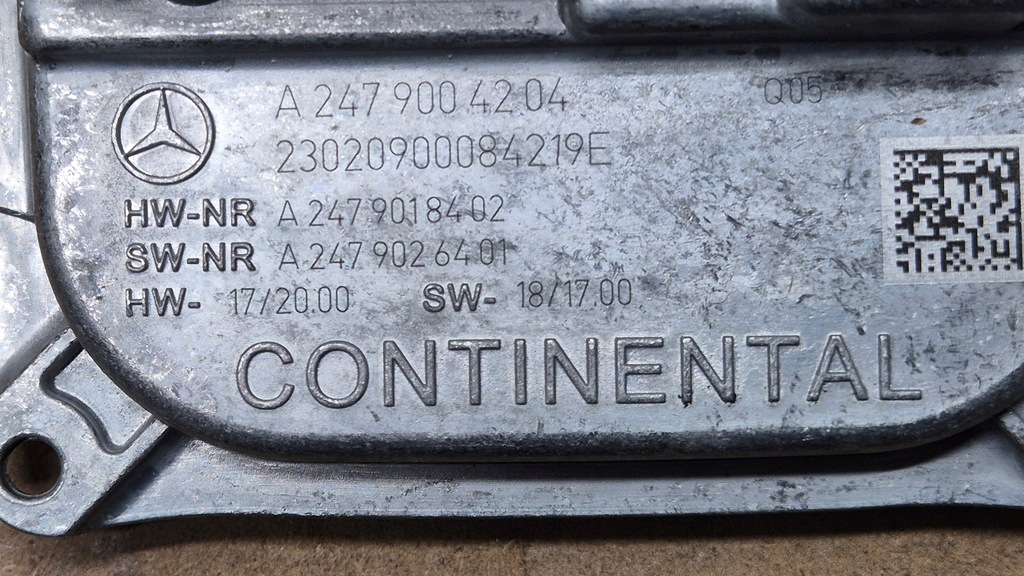 A 247 900 42 04 Q05
23020900084219E
HW-NR A 247 901 84 02
SW-NR A 247 902 64 01
HW- 17/20.00 SW- 18/17.00
CONTINENTAL